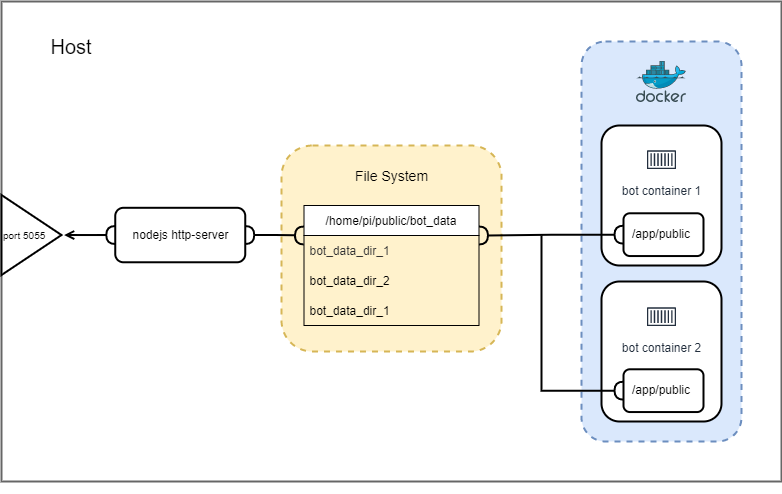 Host
docker
bot container 1
/app/public
File System
/home/pi/public/bot_data
bot_data_dir_1
bot_data_dir_2
bot_data_dir_1
nodejs http-server
port 5055
bot container 2
/app/public